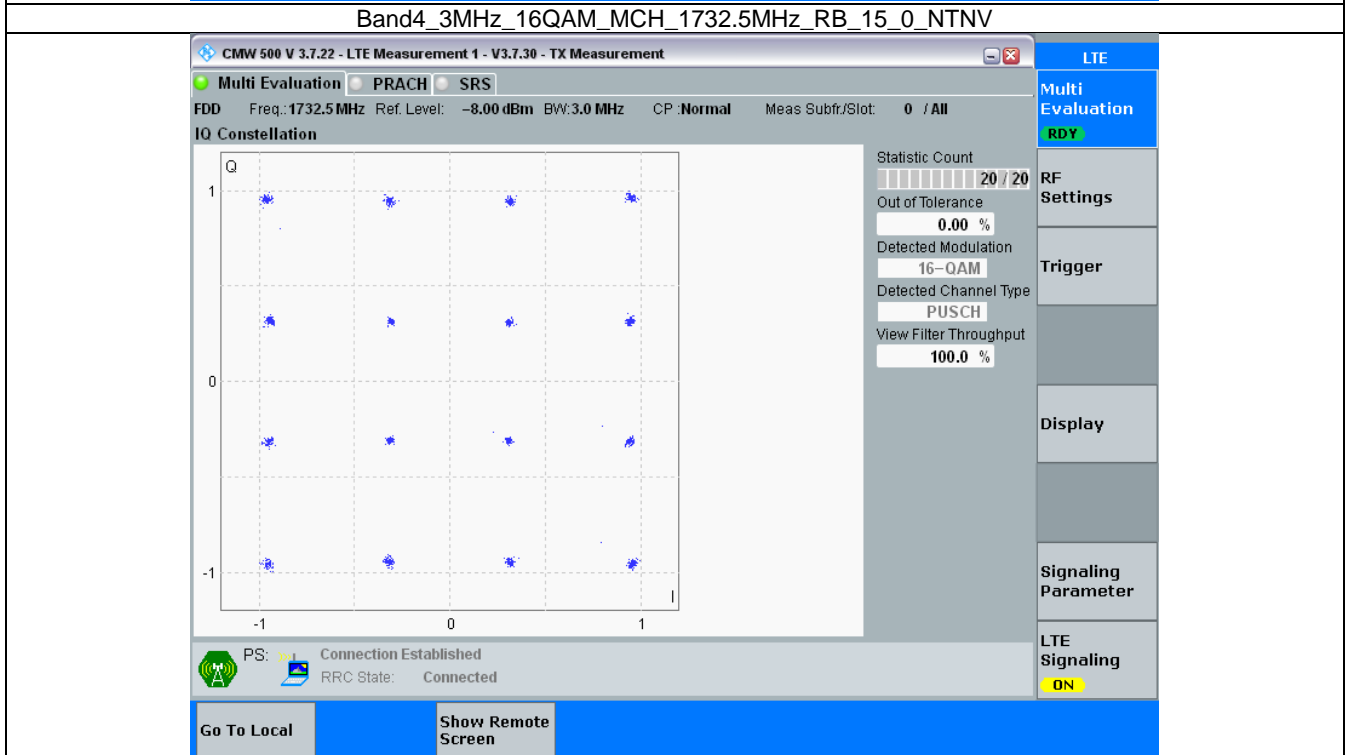 Band4_3MHz_16QAM_MCH_1732.5MHz_RB_15_0_NTNV
CMW 500 V 3.7.22 - LTE Measurement 1 - V3.7.30 - TX Measurement
LTE
Multi Evaluation PRACH SRS
Multi
Evaluation
RDY
FDD Freq.:1732.5 MHz Ref. Level: −8.00 dBm BW:3.0 MHz CP :Normal Meas Subfr./Slot: 0 / All
IQ Constellation
Q
1
0
-1
I
-1 0 1
Statistic Count
20 / 20
Out of Tolerance
0.00 %
Detected Modulation
16−QAM
Detected Channel Type
PUSCH
View Filter Throughput
100.0 %
RF
Settings
Trigger
Display
Signaling
Parameter
LTE
Signaling
ON
PS: Connection Established
RRC State: Connected
Go To Local
Show Remote
Screen